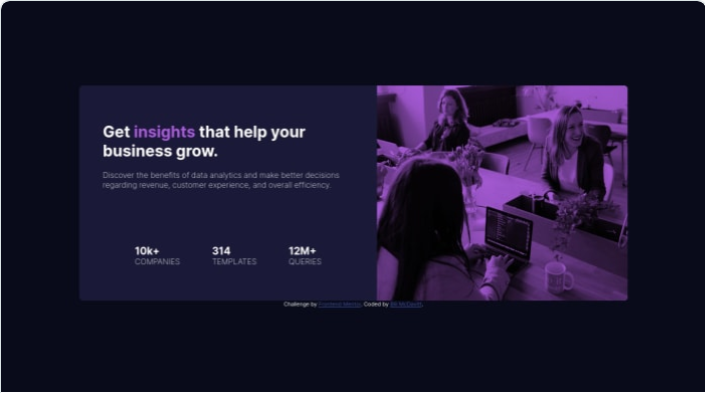 Get insights that help your
business grow.
Discover the benefits of data analytics and make better decisions
regarding revenue, customer experience, and overall efficiency.
10k+ 314 12M+
COMPANIES TEMPLATES QUERIES
Challenge by Frontend Mentor. Coded by